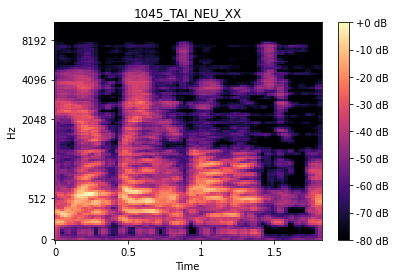 1045_TAI_NEU_XX
+0 dB
8192
-10 dB
4096
-20 dB
-30 dB
2048
Hz
-40 dB
1024
-50 dB
512
-60 dB
-70 dB
0
-80 dB
0
0.5
1
1.5
Time